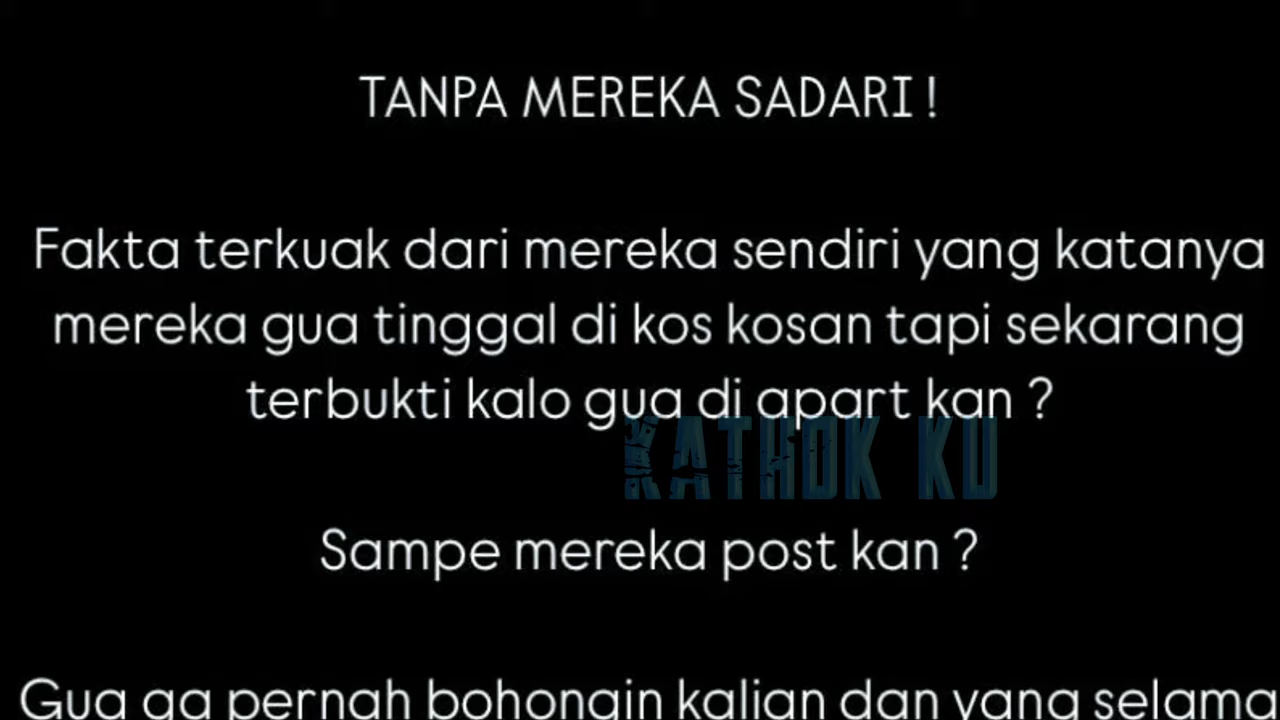 TANPA MEREKA SADARI !
Fakta terkuak dari mereka sendiri yang katanya
mereka gua tinggal di kos kosan tapi sekarang
terbukti kalo gua di apart kan ?
KATHOK KU
Sampe mereka post kan ?
Gua ga pernah bohongin kalian dan yang selama